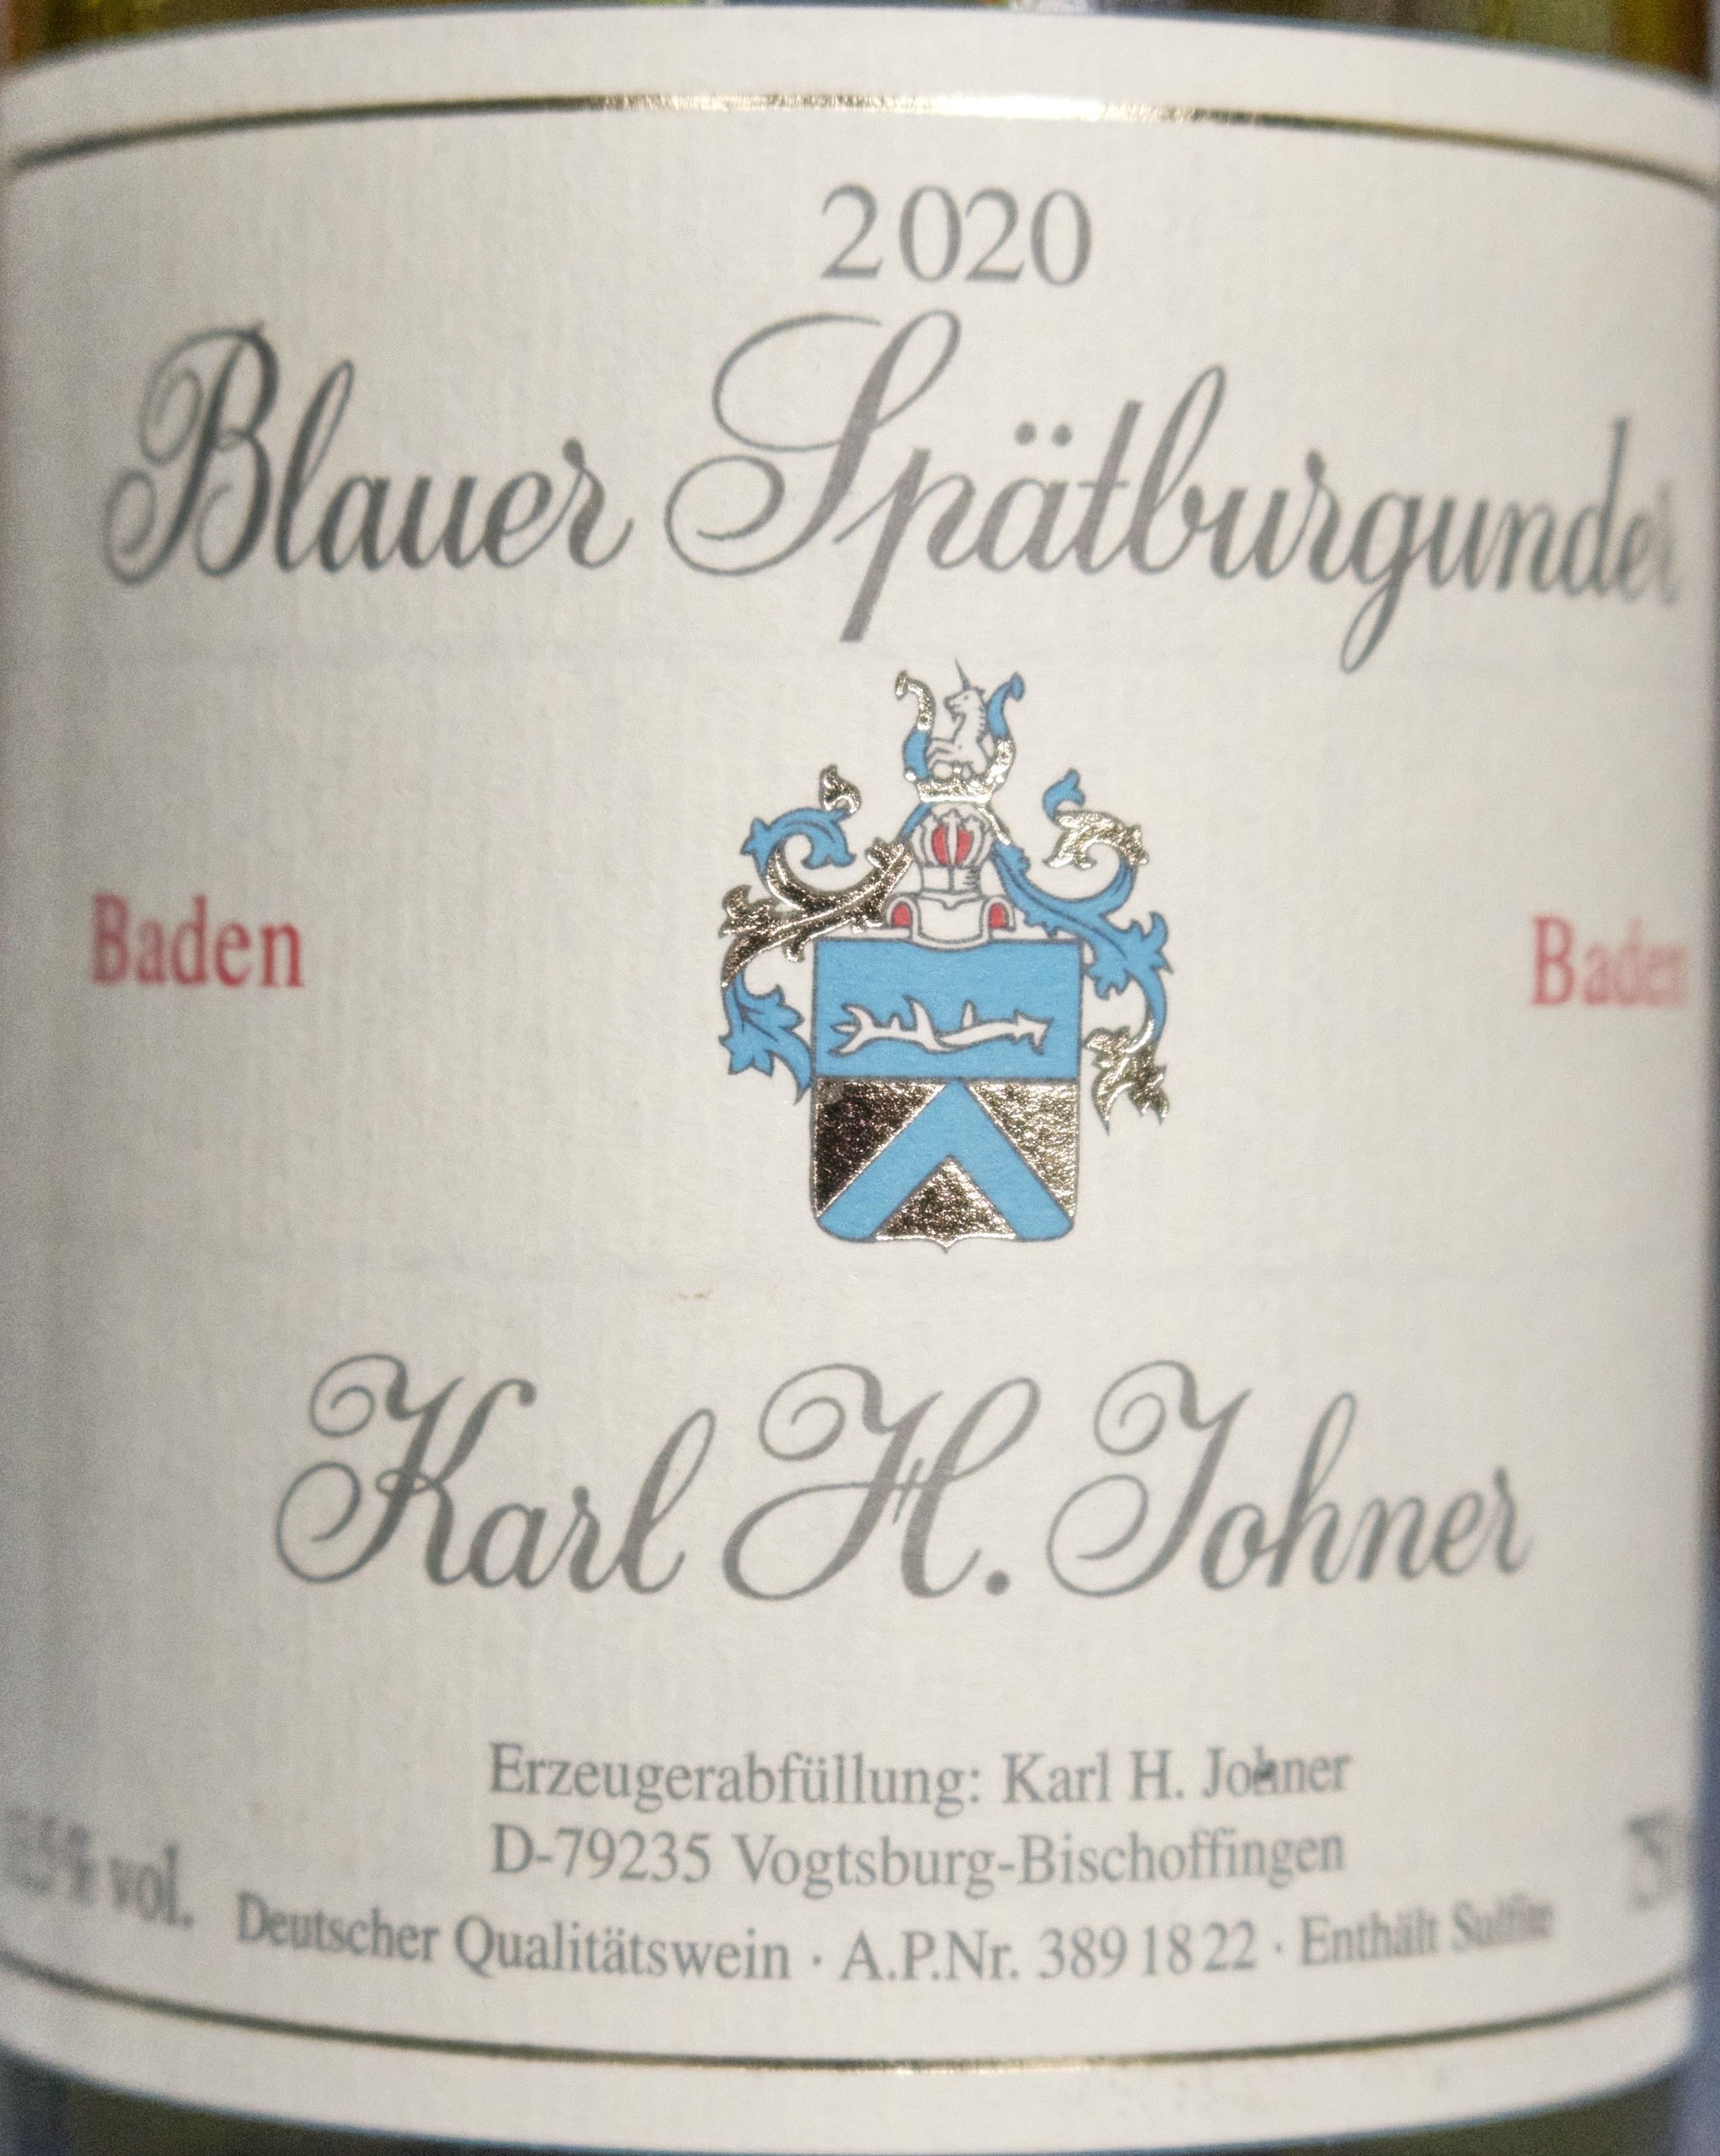 2020
Blauer Spätburgunder
Baden Baden
Karl H. Johner
Erzeugerabfüllung: Karl H. Johner
D-79235 Vogtsburg-Bischoffingen
vol.
Deutscher Qualitätswein · A.P.Nr. 389 18 22 · Enthält Sulfite